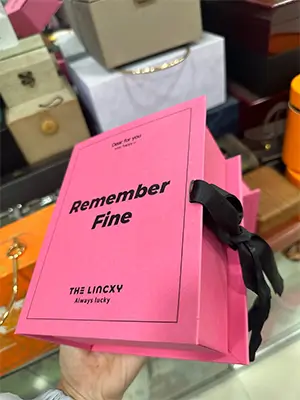 Dear for you
Remember
Fine
THE LINCXY
Always lucky